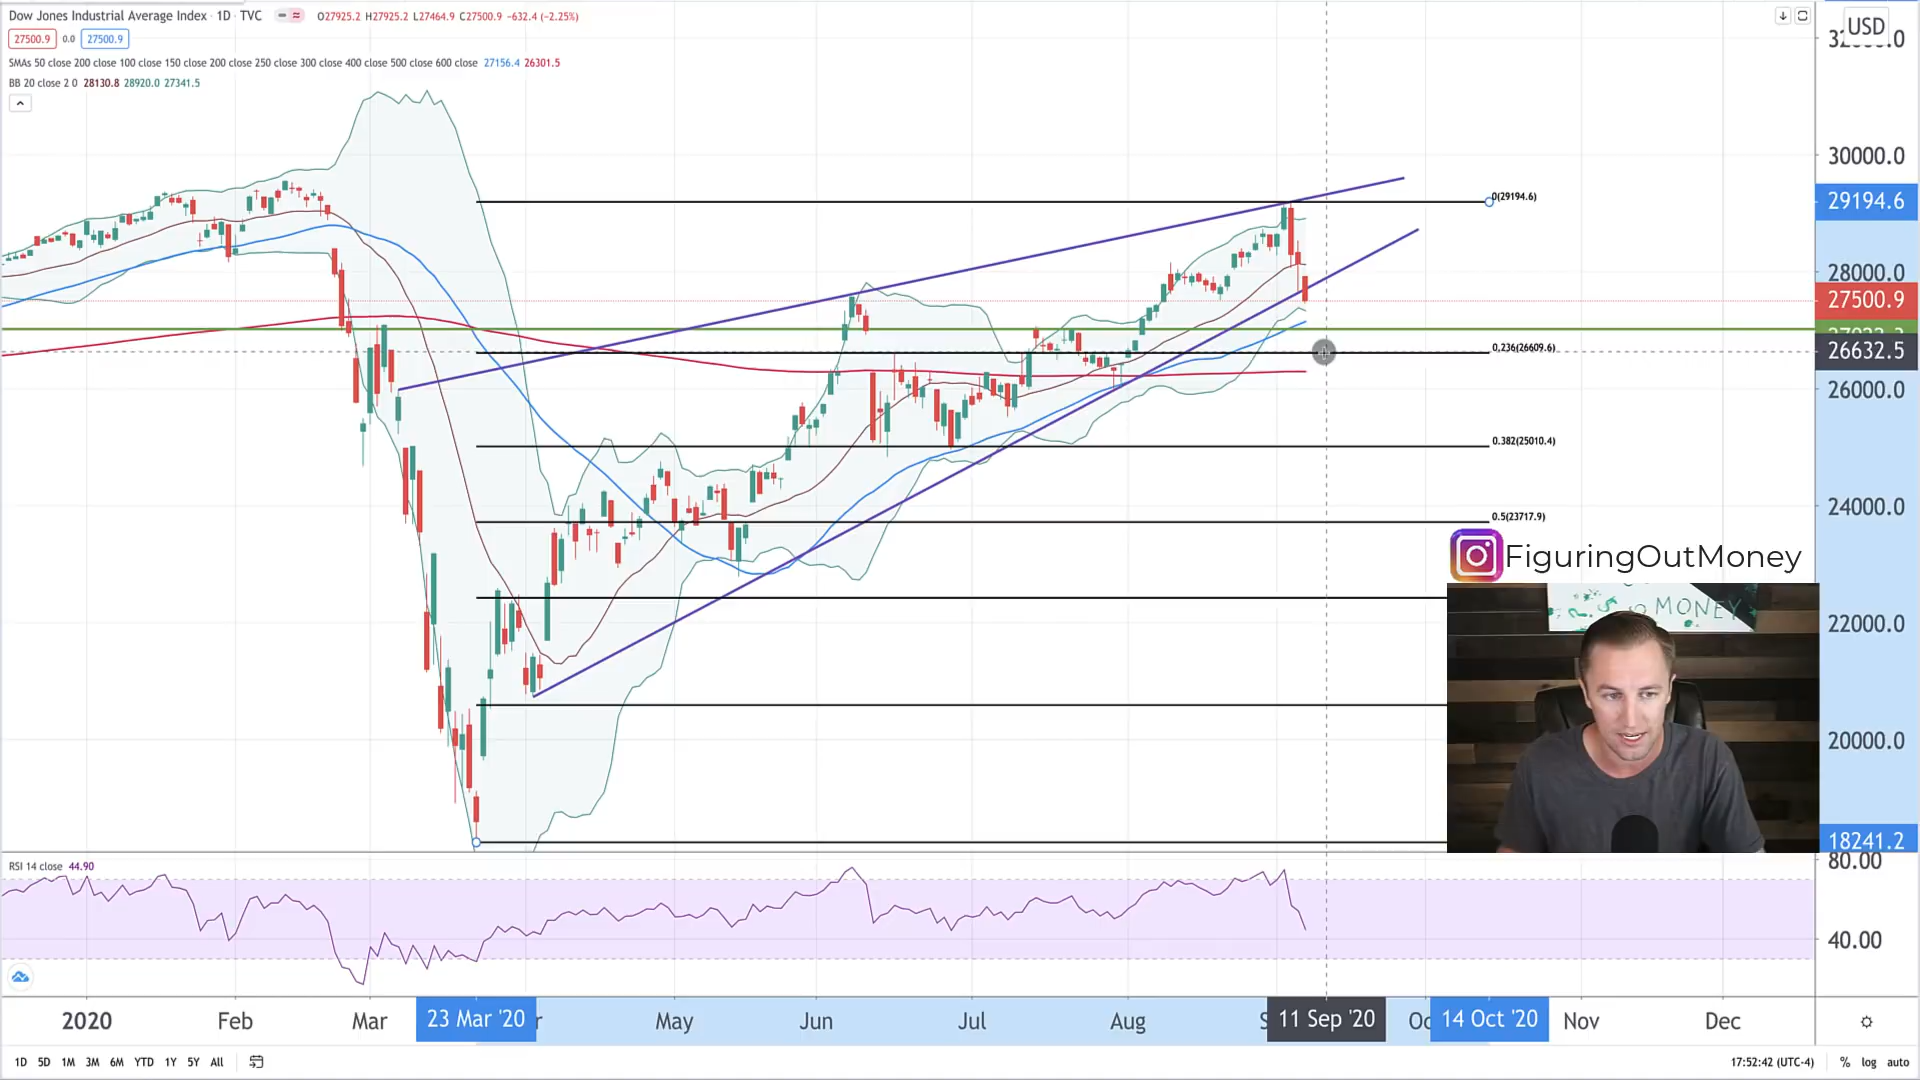 Dow Jones Industrial Average Index · 1D · TVC O27925.2 H27925.2 L27464.9 C27500.9 -632.4 (-2.25%)
27500.9 0.0 27500.9
SMAs 50 close 200 close 100 close 150 close 200 close 250 close 300 close 400 close 500 close 600 close 27156.4 26301.5
BB 20 close 2 0 28130.8 28920.0 27341.5
USD
30000.0
0(29194.6)
29194.6
28000.0
27500.9
0.236(26609.6)
26632.5
26000.0
0.382(25010.4)
24000.0
0.5(23717.9)
FiguringOutMoney
MONEY
22000.0
20000.0
18241.2
RSI 14 close 44.90
80.00
40.00
2020 Feb Mar 23 Mar '20 May Jun Jul Aug 11 Sep '20 14 Oct '20 Nov Dec
1D 5D 1M 3M 6M YTD 1Y 5Y All 17:52:42 (UTC-4) % log auto